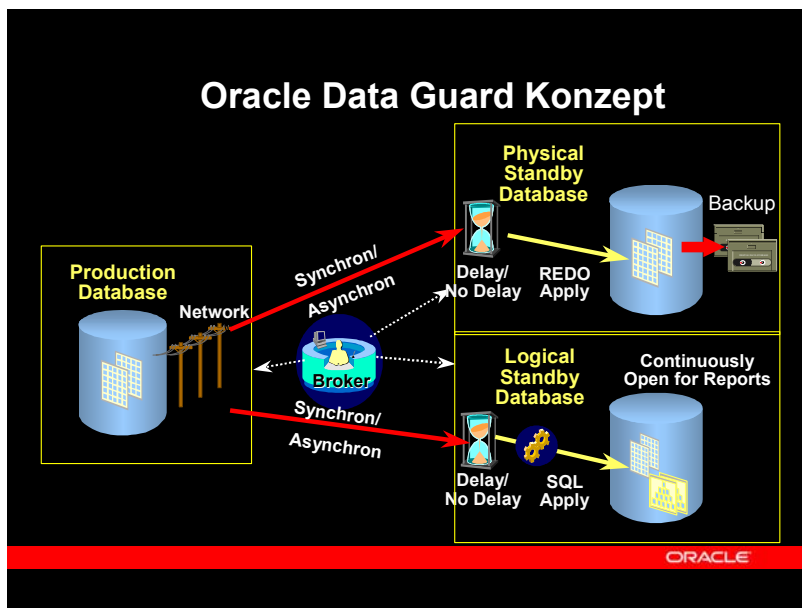 Oracle Data Guard Konzept
Physical
Standby
Database
Backup
Delay/
No Delay
REDO
Apply
Production
Database
Network
Synchron/
Asynchron
Broker
Synchron/
Asynchron
Logical
Standby
Database
Continuously
Open for Reports
Delay/
No Delay
SQL
Apply
ORACLE